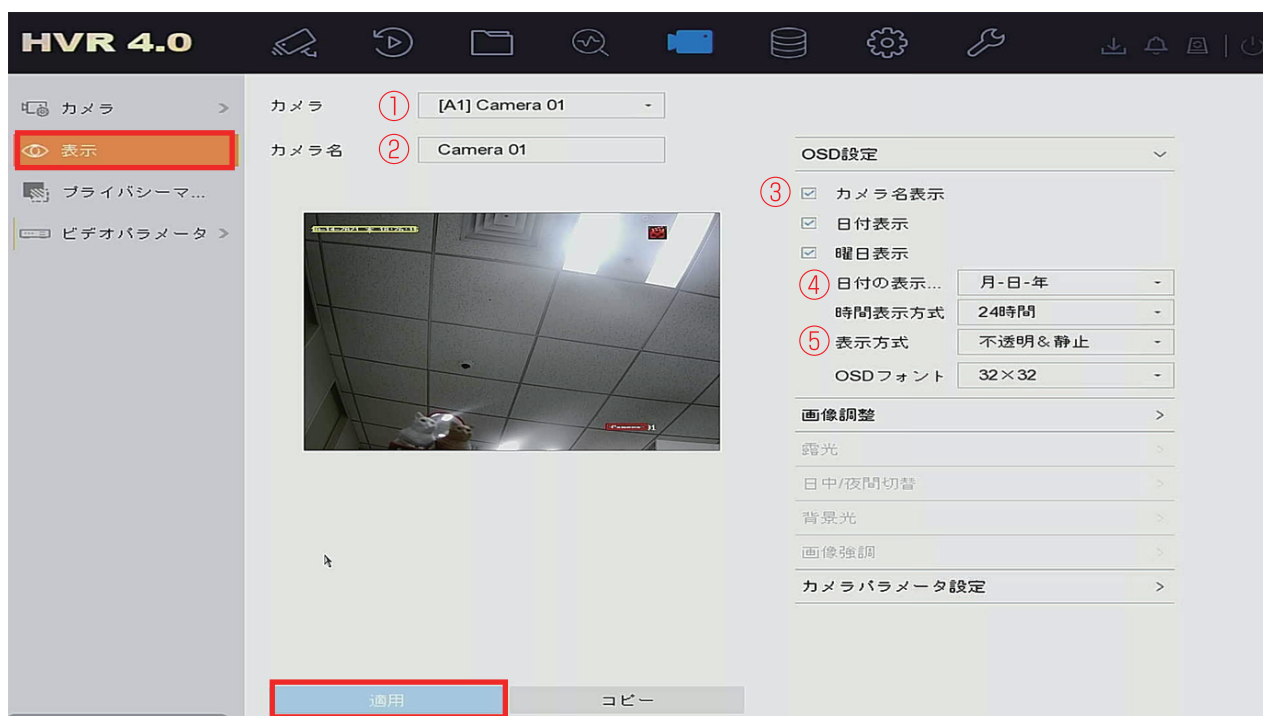 HVR 4.0
カメラ
表示
プライバシーマ...
ビデオパラメータ
カメラ ① [A1] Camera 01
カメラ名 ② Camera 01
Camera 01
OSD設定
③ カメラ名表示
日付表示
曜日表示
④ 日付の表示... 月-日-年
時間表示方式 24時間
⑤ 表示方式 不透明&静止
OSDフォント 32×32
画像調整
露光
日中/夜間切替
背景光
画像強調
カメラパラメータ設定
適用
コピー